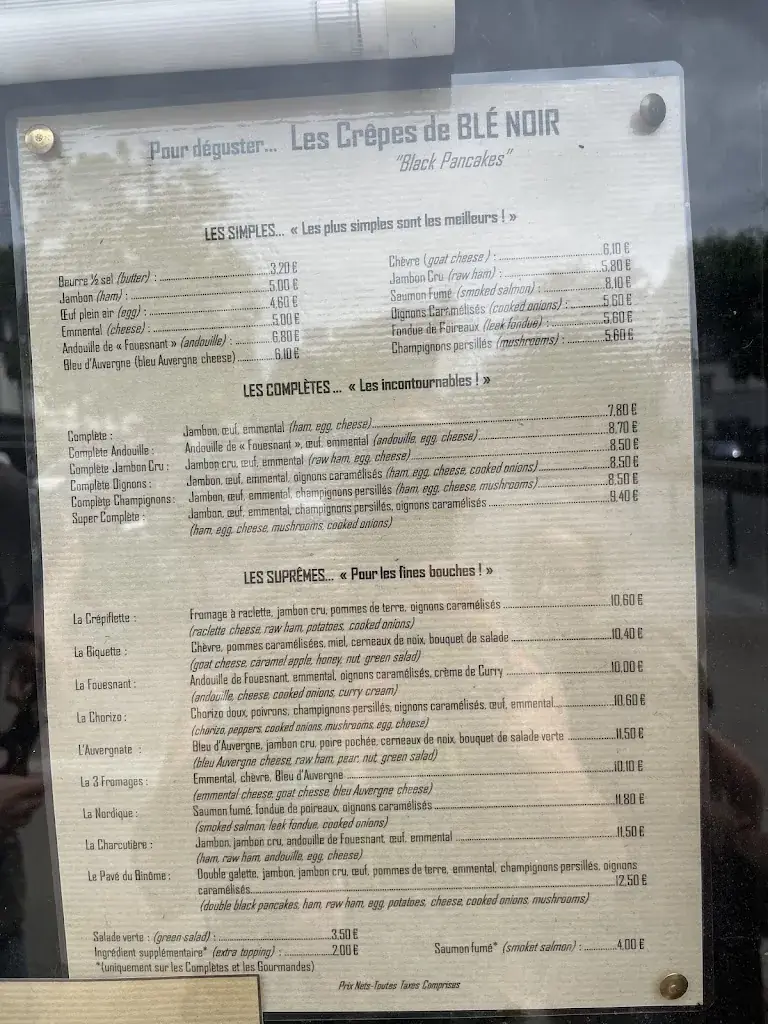 Pour déguster... Les Crêpes de BLÉ NOIR
"Black Pancakes"
LES SIMPLES... « Les plus simples sont les meilleurs ! »
Beurre ½ sel (butter) : 3,20 €
Jambon (ham) : 5,00 €
Œuf plein air (egg) : 4,60 €
Emmental (cheese) : 5,00 €
Andouille de « Fouesnant » (andouille) : 6,80 €
Bleu d'Auvergne (bleu Auvergne cheese) 6,10 €
Chèvre (goat cheese) : 6,10 €
Jambon Cru (raw ham) : 5,80 €
Saumon Fumé (smoked salmon) : 8,10 €
Oignons Caramélisés (cooked onions) : 5,60 €
Fondue de Poireaux (leek fondue) : 5,60 €
Champignons persillés (mushrooms) : 5,60 €
LES COMPLÈTES... « Les incontournables ! »
Complète : Jambon, œuf, emmental (ham, egg, cheese) 7,80 €
Complète Andouille : Andouille de « Fouesnant », œuf, emmental (andouille, egg, cheese) 8,70 €
Complète Jambon Cru : Jambon cru, œuf, emmental (raw ham, egg, cheese) 8,50 €
Complète Oignons : Jambon, œuf, emmental, oignons caramélisés (ham, egg, cheese, cooked onions) 8,50 €
Complète Champignons : Jambon, œuf, emmental, champignons persillés (ham, egg, cheese, mushrooms) 8,50 €
Super Complète : Jambon, œuf, emmental, champignons persillés, oignons caramélisés 9,40 €
(ham, egg, cheese, mushrooms, cooked onions)
LES SUPRÊMES... « Pour les fines bouches ! »
La Crépiflette : Fromage à raclette, jambon cru, pommes de terre, oignons caramélisés 10,60 €
(raclette cheese, raw ham, potatoes, cooked onions)
La Biquette : Chèvre, pommes caramélisées, miel, cerneaux de noix, bouquet de salade 10,40 €
(goat cheese, caramel apple, honey, nut, green salad)
La Fouesnant : Andouille de Fouesnant, emmental, oignons caramélisés, crème de Curry 10,00 €
(andouille, cheese, cooked onions, curry cream)
La Chorizo : Chorizo doux, poivrons, champignons persillés, oignons caramélisés, œuf, emmental 10,60 €
(chorizo, peppers, cooked onions, mushrooms, egg, cheese)
L'Auvergnate : Bleu d'Auvergne, jambon cru, poire pochée, cerneaux de noix, bouquet de salade verte 11,50 €
(bleu Auvergne cheese, raw ham, pear, nut, green salad)
La 3 Fromages : Emmental, chèvre, Bleu d'Auvergne 10,10 €
(emmental cheese, goat chesse, bleu Auvergne cheese)
La Nordique : Saumon fumé, fondue de poireaux, oignons caramélisés 11,80 €
(smoked salmon, leek fondue, cooked onions)
La Charcutière : Jambon, jambon cru, andouille de Fouesnant, œuf, emmental 11,50 €
(ham, raw ham, andouille, egg, cheese)
Le Pavé du Binôme : Double galette, jambon, jambon cru, œuf, pommes de terre, emmental, champignons persillés, oignons
caramélisés 12,50 €
(double black pancakes, ham, raw ham, egg, potatoes, cheese, cooked onions, mushrooms)
Salade verte : (green salad) : 3,50 €
Ingrédient supplémentaire* (extra topping) : 2,00 €
Saumon fumé* (smoket salmon) : 4,00 €
*(uniquement sur les Complètes et les Gourmandes)
Prix Nets-Toutes Taxes Comprises